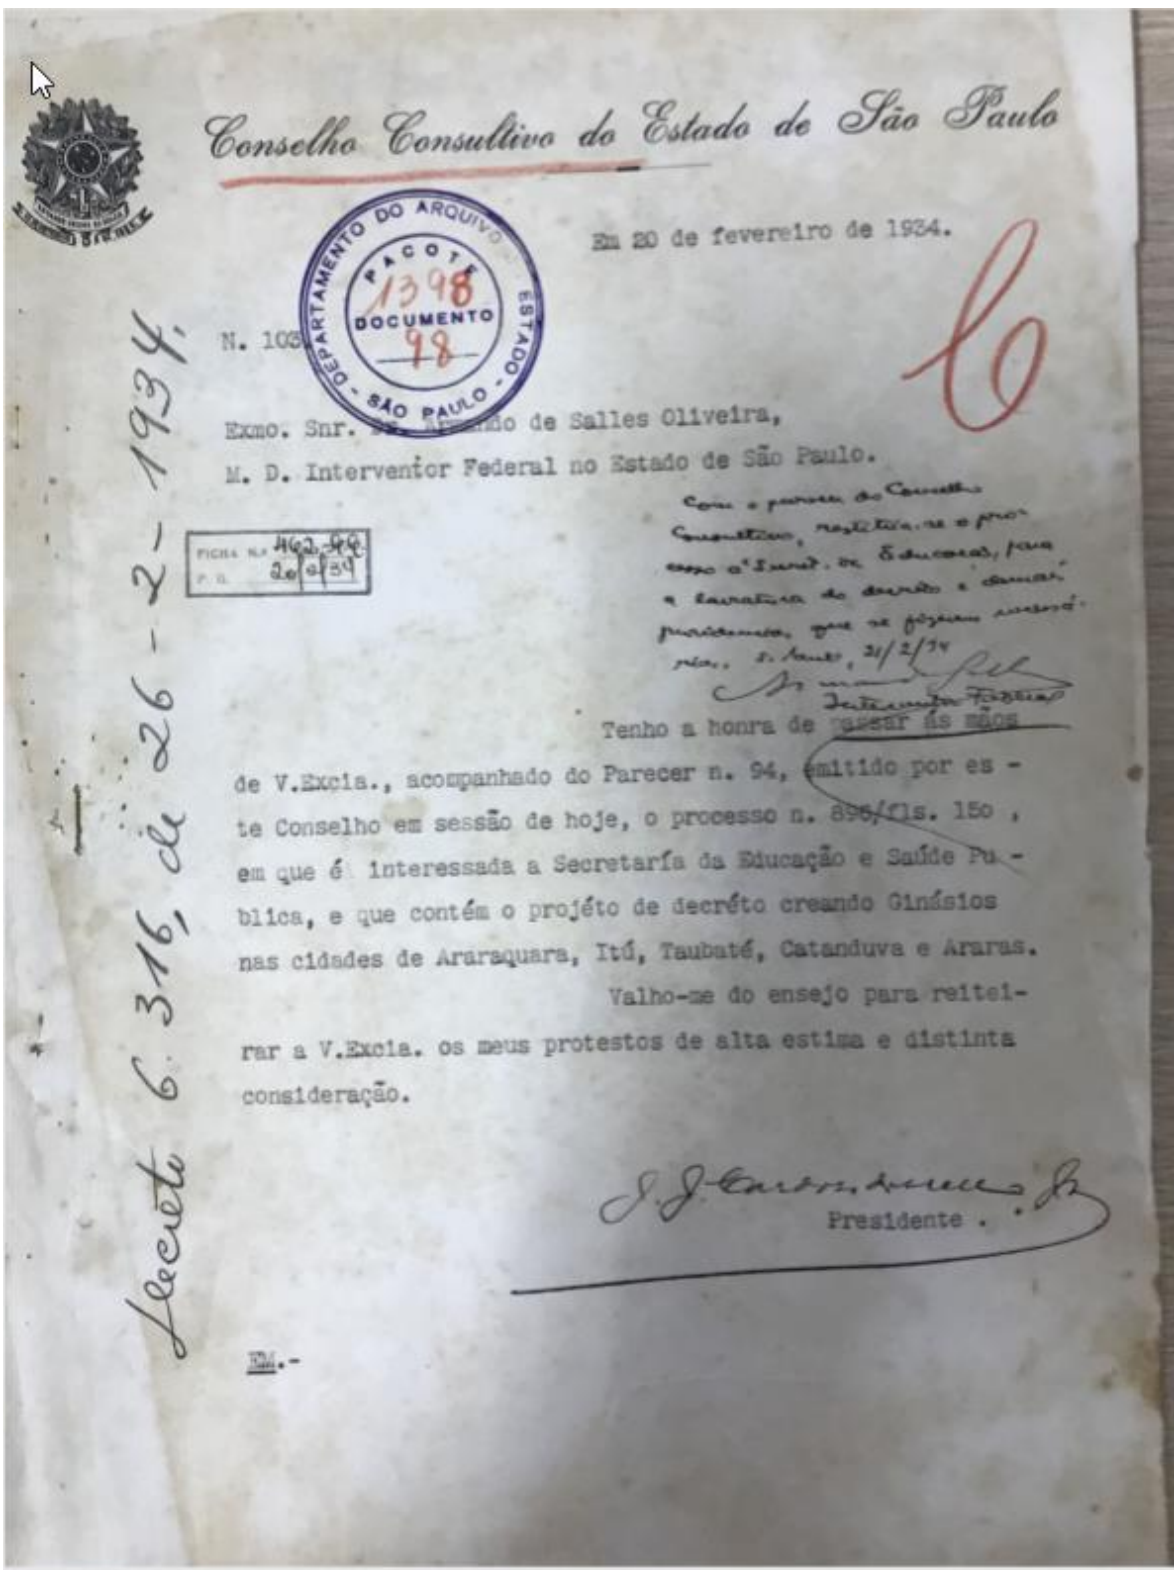 Conselho Consultivo do Estado de São Paulo
Em 20 de fevereiro de 1934.
DEPARTAMENTO DO ARQUIVO ESTADO - SÃO PAULO -
PACOTE
1398
DOCUMENTO
98
N. 103
Exmo. Snr. Dr. Armando de Salles Oliveira,
M. D. Interventor Federal no Estado de São Paulo.
Com o parecer do Conselho
Consultivo, restitua-se o pro-
cesso á Secret. da Educação, para
a lavratura do decreto e demais
providencias que se fizerem necessá-
rias. S. Paulo, 21/2/34
Interventor Federal
FICHA N.º 462
P. G. 20/2/34
Tenho a honra de passar ás mãos
de V.Excia., acompanhado do Parecer n. 94, emitido por es -
te Conselho em sessão de hoje, o processo n. 896/fls. 150 ,
em que é interessada a Secretaría da Educação e Saúde Pu -
blica, e que contém o projéto de decréto creando Ginásios
nas cidades de Araraquara, Itú, Taubaté, Catanduva e Araras.
Valho-me do ensejo para reitei-
rar a V.Excia. os meus protestos de alta estima e distinta
consideração.
Presidente .
EM.-
Decreto 6.316, de 26-2-1934.